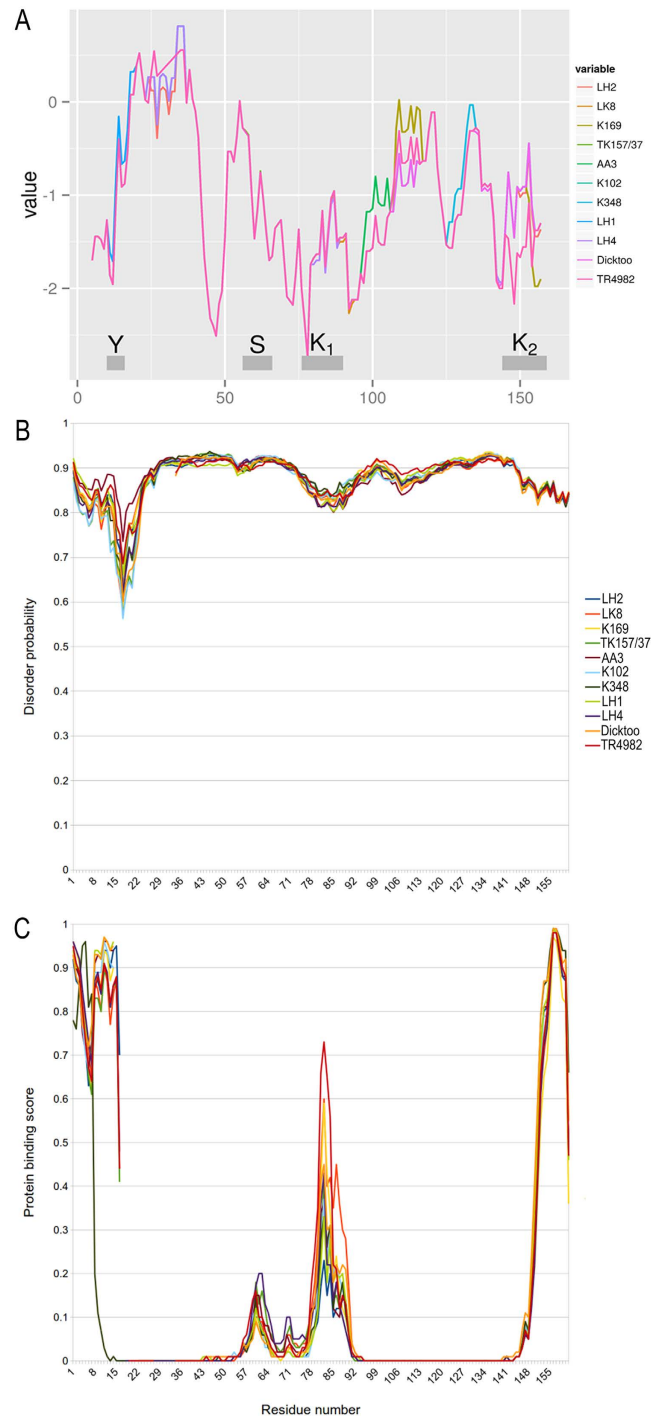 A
value
0
-1
-2
Y
S
K1
K2
0
50
100
150
variable
LH2
LK8
K169
TK157/37
AA3
K102
K348
LH1
LH4
Dicktoo
TR4982
B
Disorder probability
1
0.9
0.8
0.7
0.6
0.5
0.4
0.3
0.2
0.1
0
1 8 15 22 29 36 43 50 57 64 71 78 85 92 99 106 113 120 127 134 141 148 155
LH2
LK8
K169
TK157/37
AA3
K102
K348
LH1
LH4
Dicktoo
TR4982
C
Protein binding score
1
0.9
0.8
0.7
0.6
0.5
0.4
0.3
0.2
0.1
0
1 8 15 22 29 36 43 50 57 64 71 78 85 92 99 106 113 120 127 134 141 148 155
Residue number